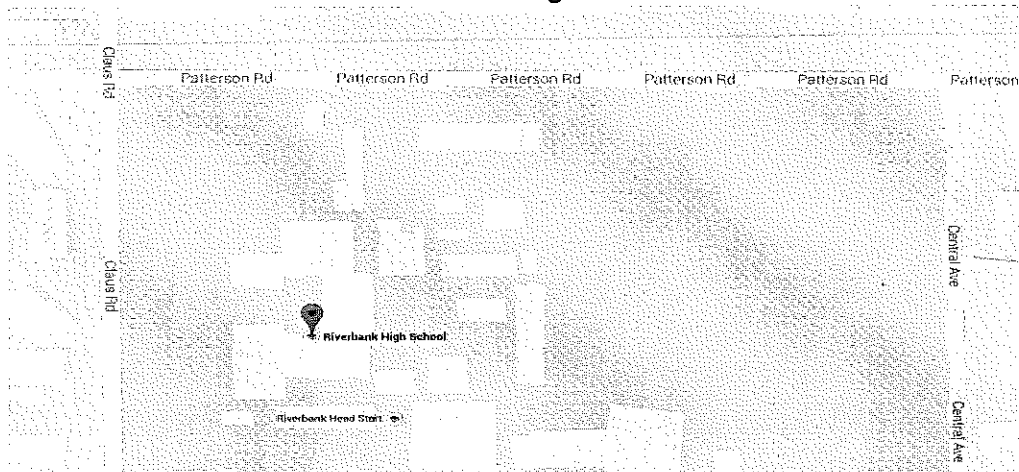 Claus Rd
Patterson Rd Patterson Rd Patterson Rd Patterson Rd Patterson Rd Patterson
Central Ave
Claus Rd
Riverbank High School
Riverbank Head Start
Central Ave